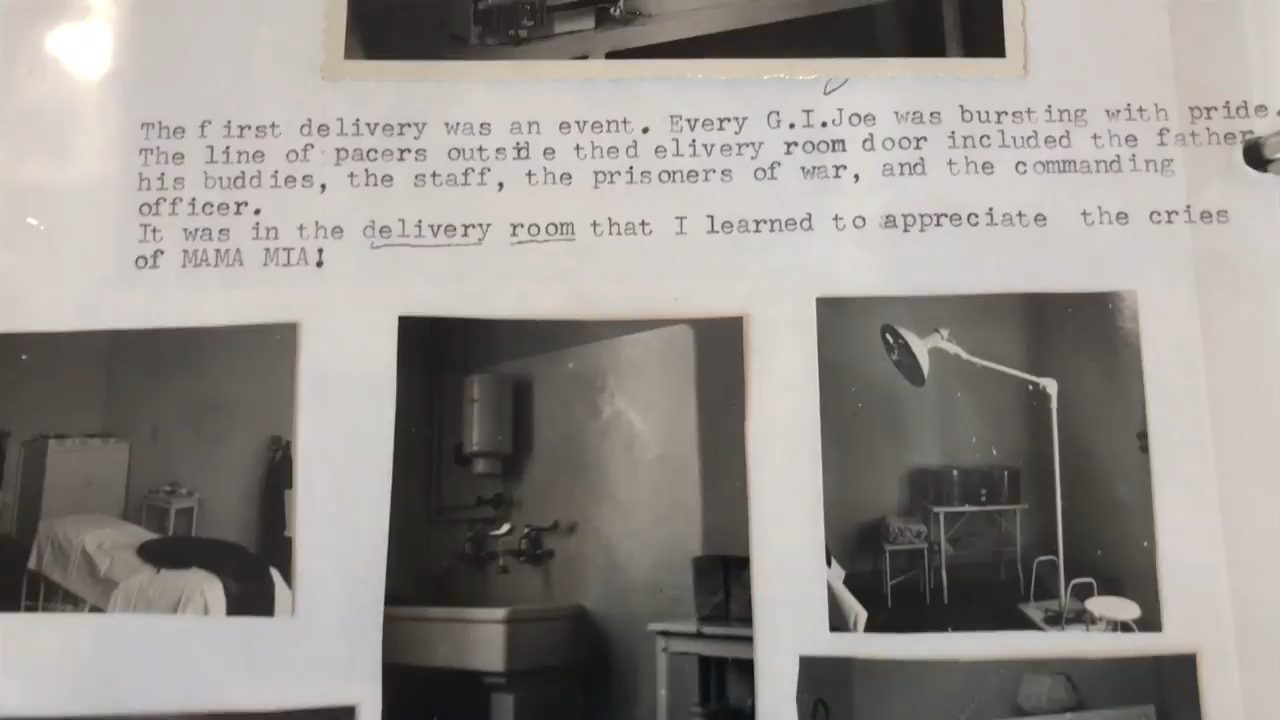 The first delivery was an event. Every G.I.Joe was bursting with pride.
The line of pacers outside thed elivery room door included the father
his buddies, the staff, the prisoners of war, and the commanding
officer.
It was in the delivery room that I learned to appreciate the cries
of MAMA MIA!